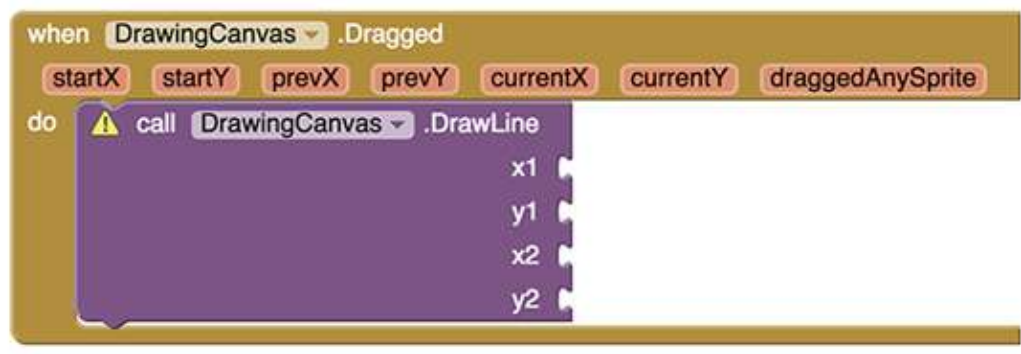 when DrawingCanvas .Dragged
startX startY prevX prevY currentX currentY draggedAnySprite
do call DrawingCanvas .DrawLine
x1
y1
x2
y2